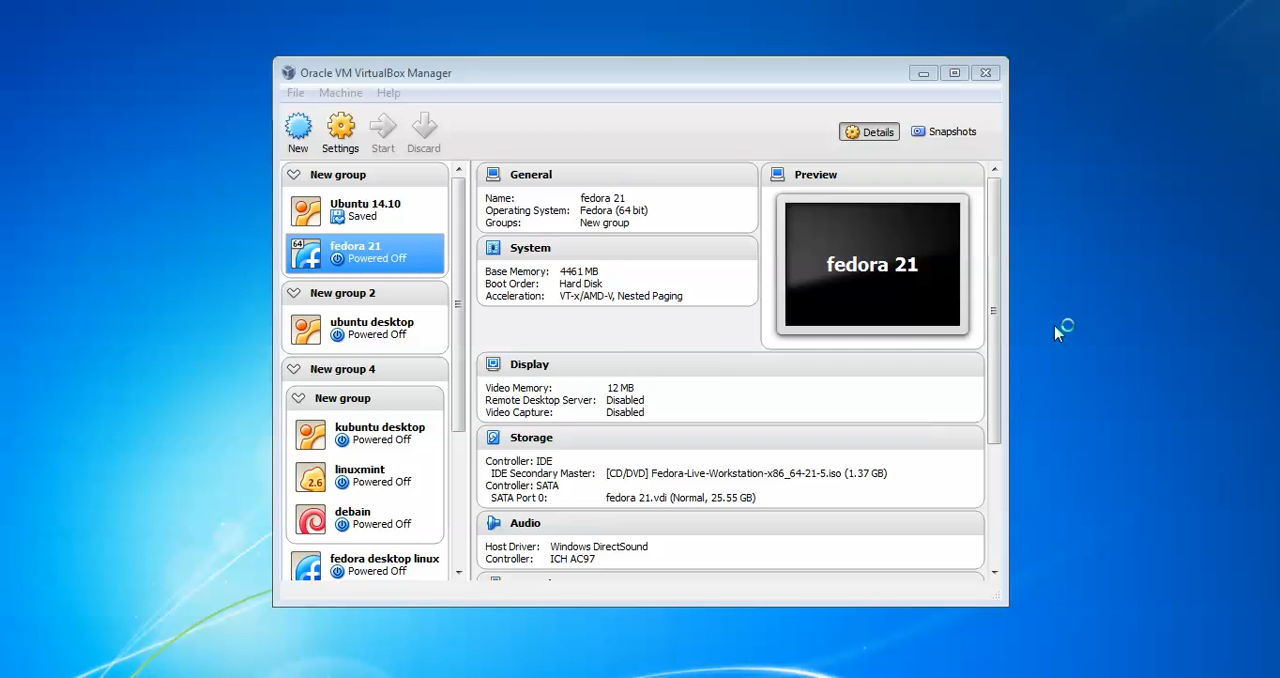 Oracle VM VirtualBox Manager
File Machine Help
New Settings Start Discard
Details Snapshots
New group
Ubuntu 14.10
Saved
64
fedora 21
Powered Off
New group 2
ubuntu desktop
Powered Off
New group 4
New group
kubuntu desktop
Powered Off
2.6
linuxmint
Powered Off
debain
Powered Off
fedora desktop linux
Powered Off
General
Name: fedora 21
Operating System: Fedora (64 bit)
Groups: New group
System
Base Memory: 4461 MB
Boot Order: Hard Disk
Acceleration: VT-x/AMD-V, Nested Paging
Preview
fedora 21
Display
Video Memory: 12 MB
Remote Desktop Server: Disabled
Video Capture: Disabled
Storage
Controller: IDE
IDE Secondary Master: [CD/DVD] Fedora-Live-Workstation-x86_64-21-5.iso (1.37 GB)
Controller: SATA
SATA Port 0: fedora 21.vdi (Normal, 25.55 GB)
Audio
Host Driver: Windows DirectSound
Controller: ICH AC97